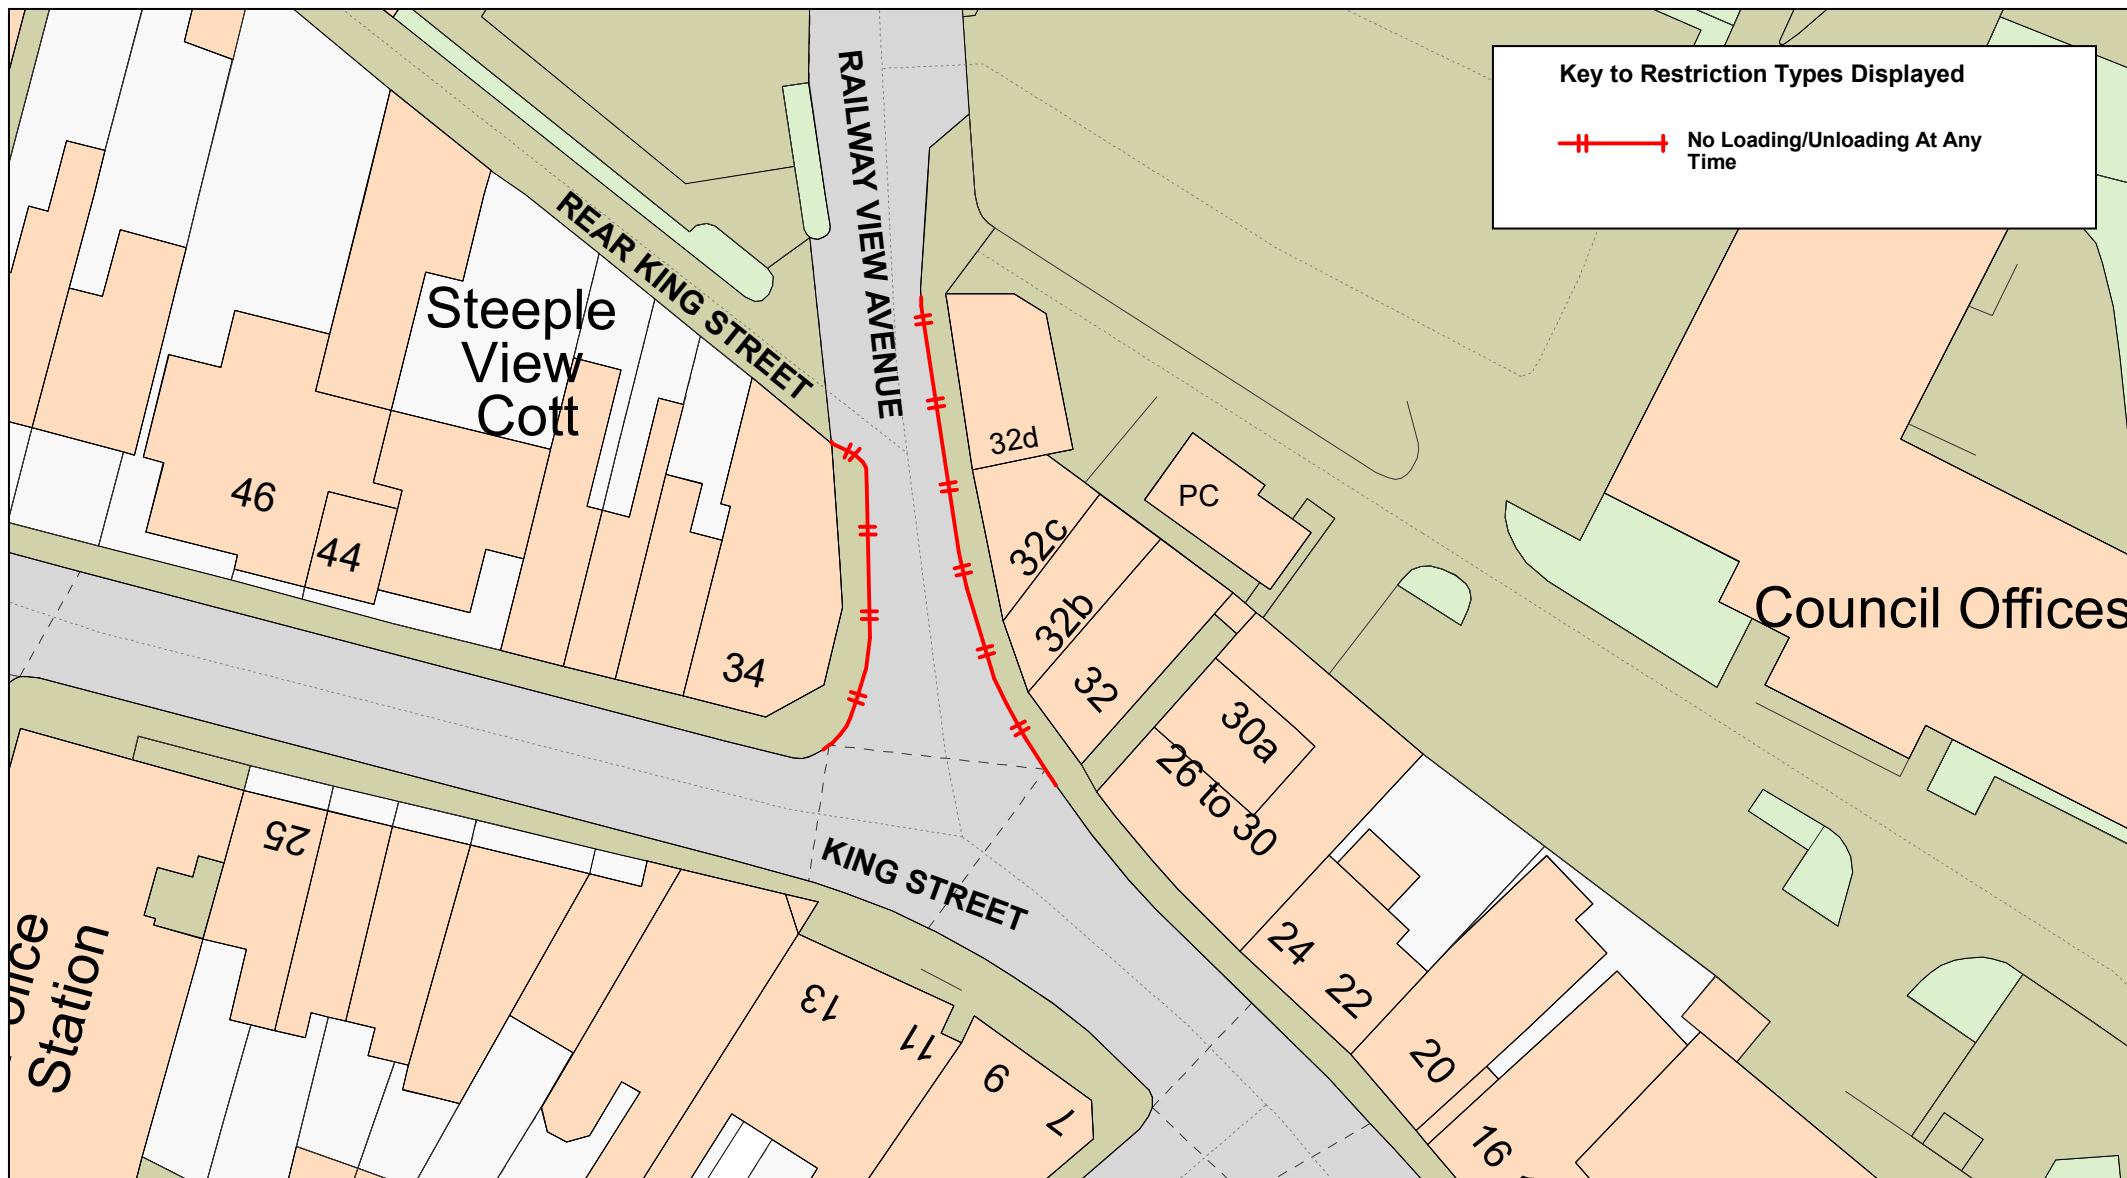 Key to Restriction Types Displayed
No Loading/Unloading At Any
Time
RAILWAY VIEW AVENUE
REAR KING STREET
Steeple
View
Cott
32d
PC
46
44
32c
32b
32
34
Council Offices
30a
26 to 30
25
KING STREET
Station
24
22
13
11
9
7
20
16